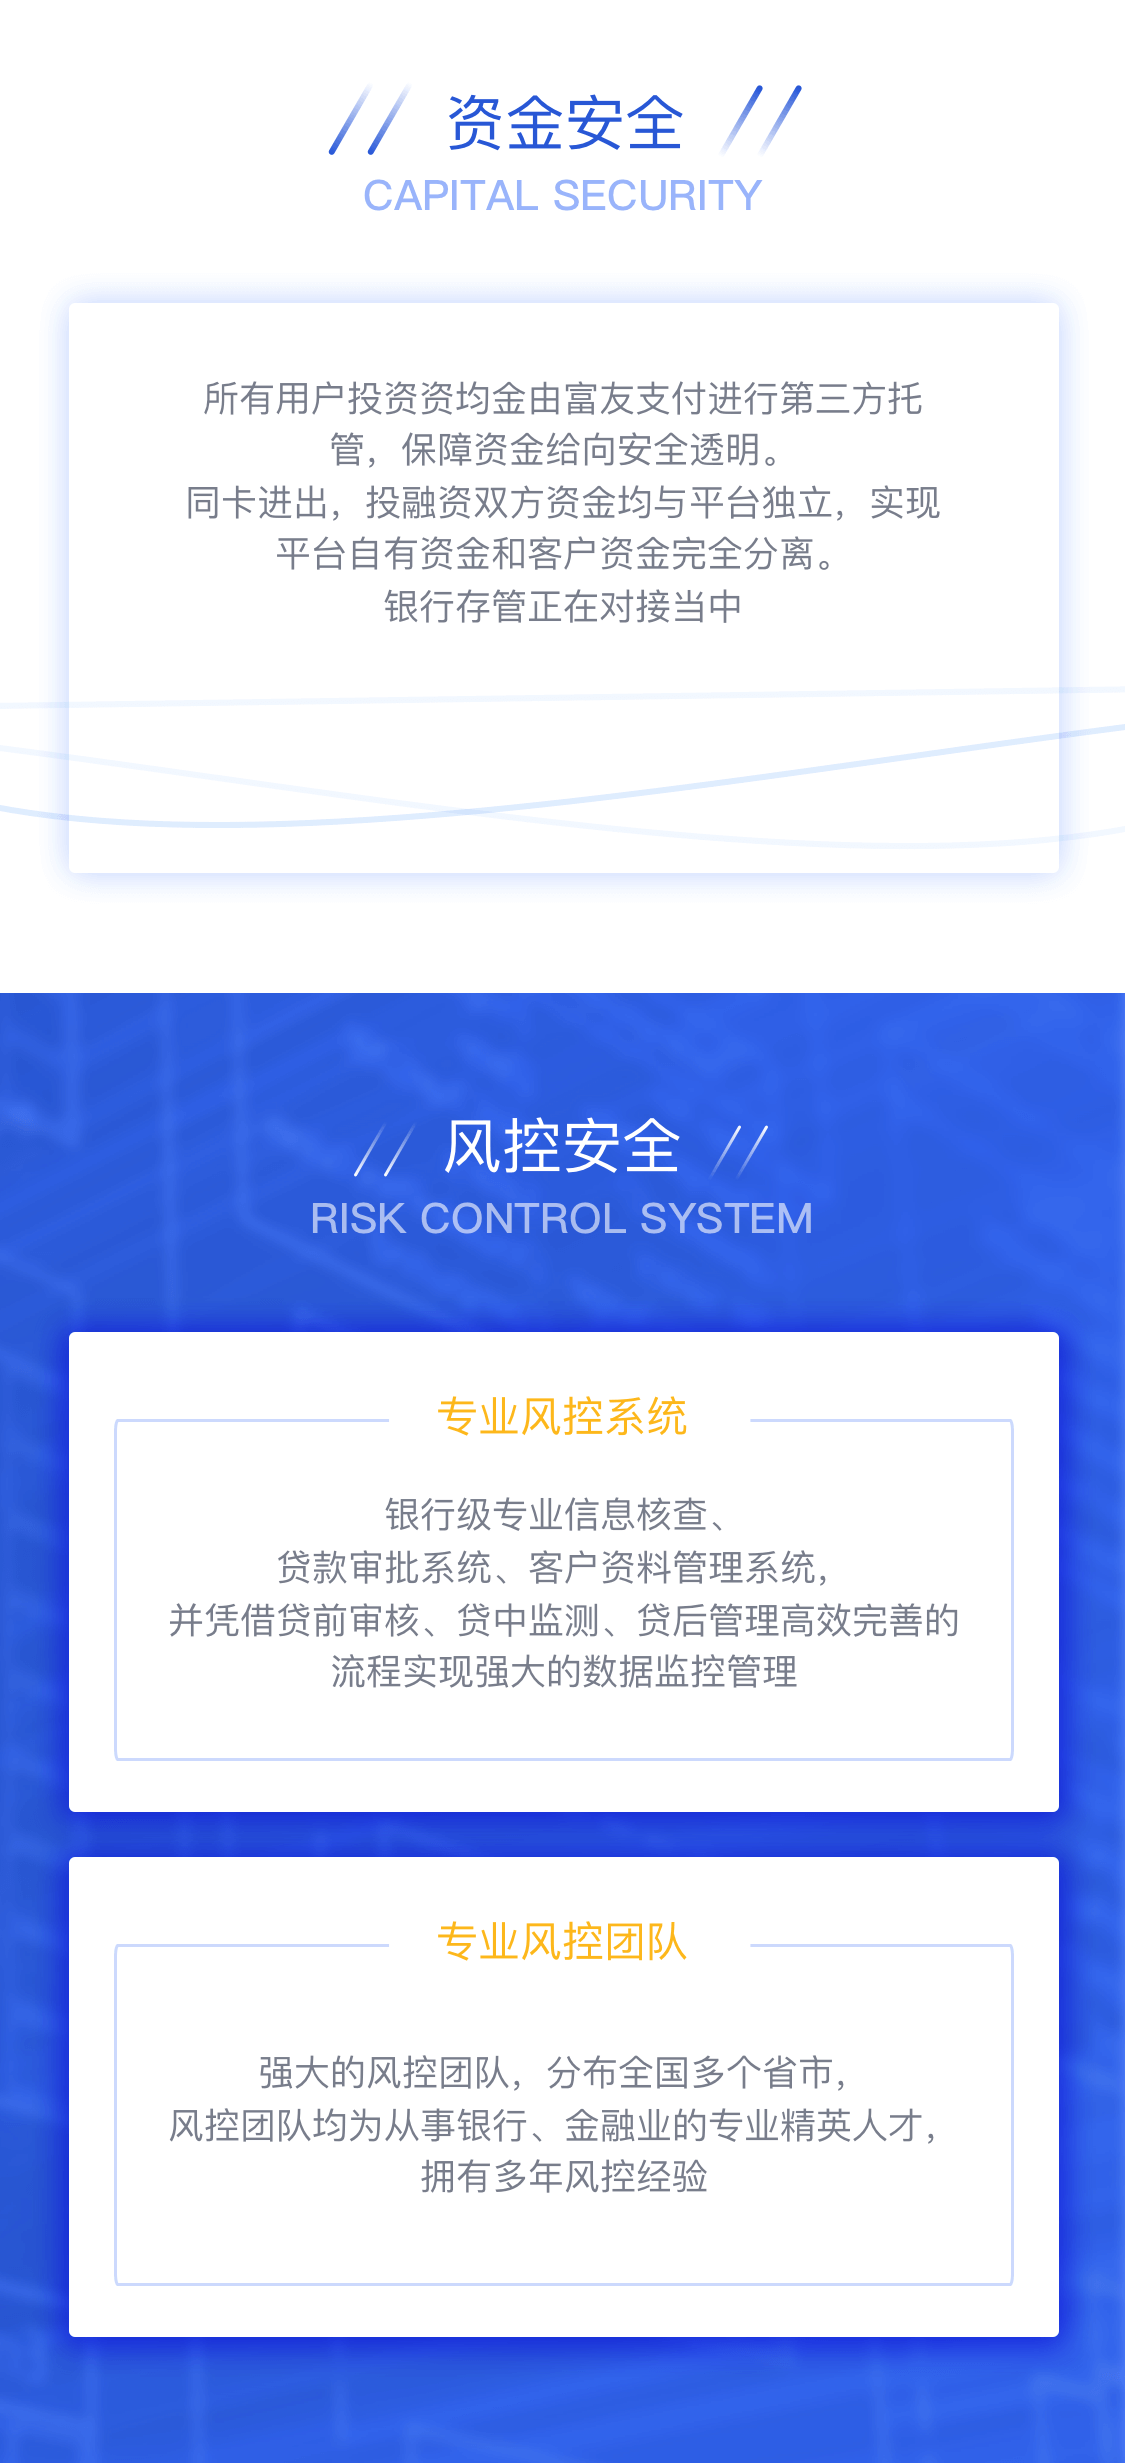 资金安全
CAPITAL SECURITY
所有用户投资资均金由富友支付进行第三方托
管，保障资金给向安全透明。
同卡进出，投融资双方资金均与平台独立，实现
平台自有资金和客户资金完全分离。
银行存管正在对接当中
风控安全
RISK CONTROL SYSTEM
专业风控系统
银行级专业信息核查、
贷款审批系统、客户资料管理系统，
并凭借贷前审核、贷中监测、贷后管理高效完善的
流程实现强大的数据监控管理
专业风控团队
强大的风控团队，分布全国多个省市，
风控团队均为从事银行、金融业的专业精英人才，
拥有多年风控经验